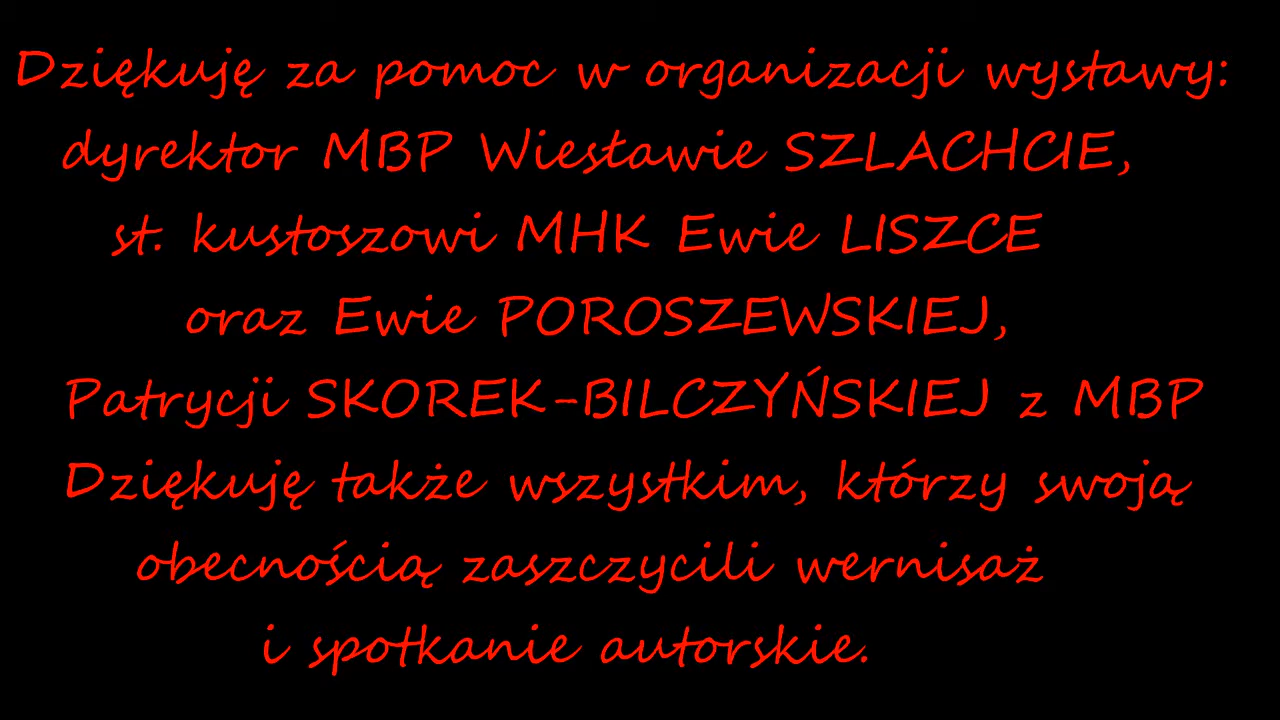 Dziękuję za pomoc w organizacji wystawy:
dyrektor MBP Wiesławie SZLACHCIE,
st. kustoszowi MHK Ewie LISZCE
oraz Ewie POROSZEWSKIEJ,
Patrycji SKOREK-BILCZYŃSKIEJ z MBP
Dziękuję także wszystkim, którzy swoją
obecnością zaszczycili wernisaż
i spotkanie autorskie.